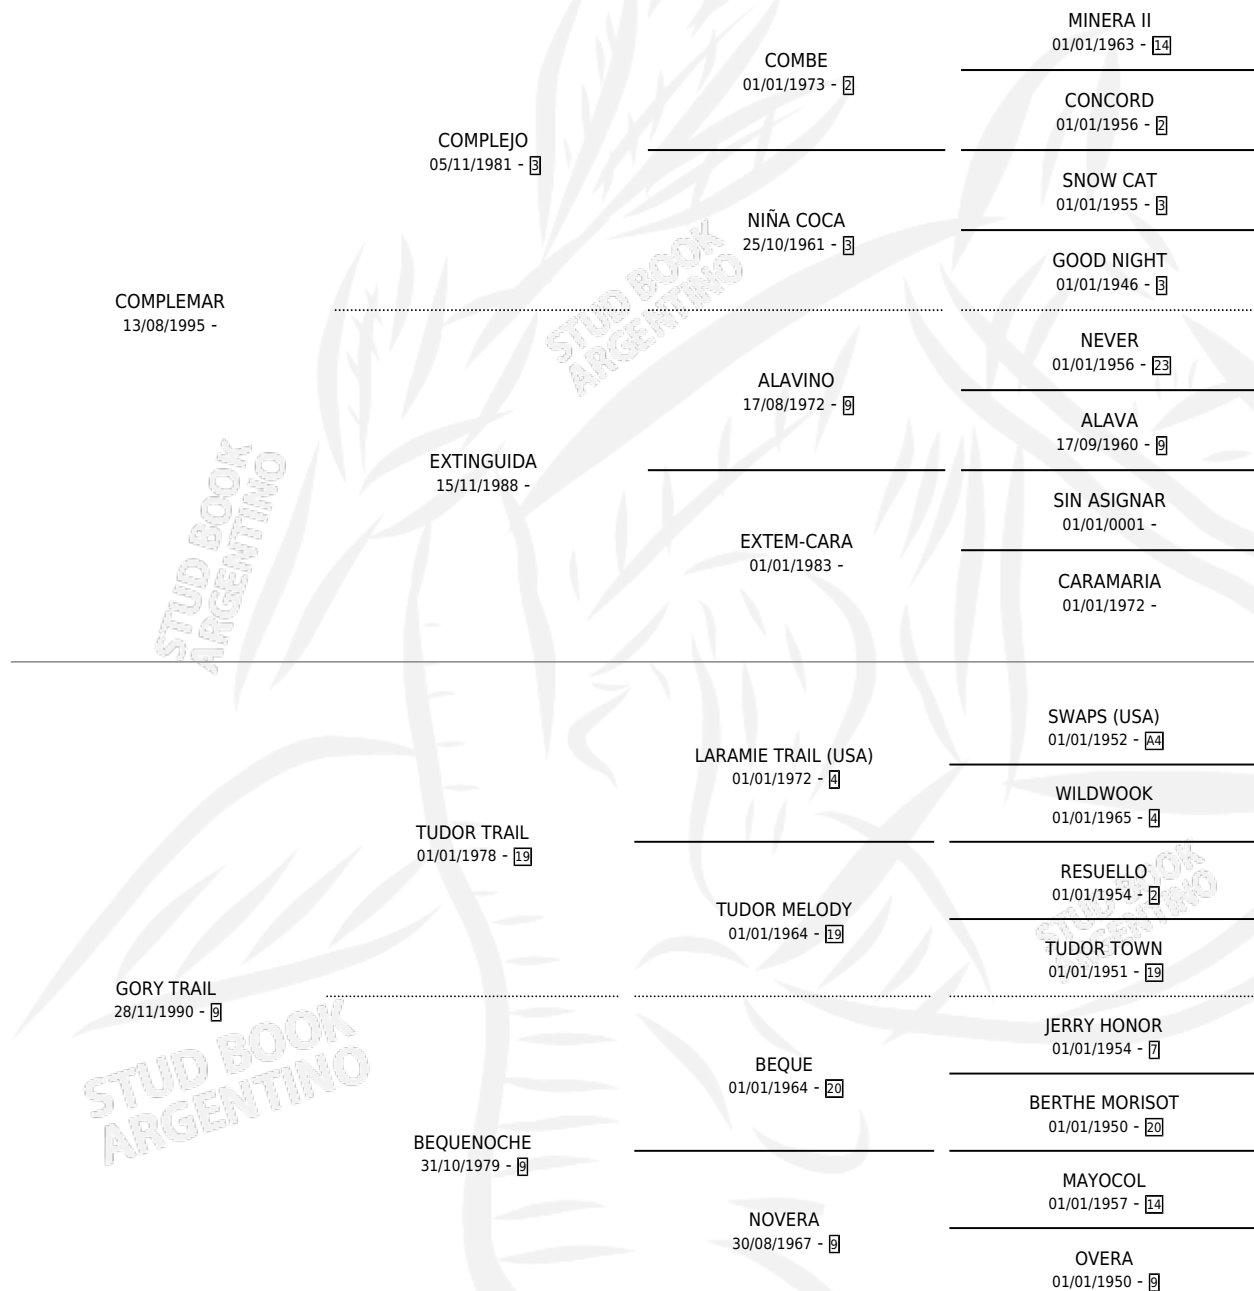 MINERA II
01/01/1963 - 14
COMBE
01/01/1973 - 2
CONCORD
01/01/1956 - 2
COMPLEJO
05/11/1981 - 3
SNOW CAT
01/01/1955 - 3
NIÑA COCA
25/10/1961 - 3
GOOD NIGHT
01/01/1946 - 3
COMPLEMAR
13/08/1995 -
NEVER
01/01/1956 - 23
ALAVINO
17/08/1972 - 9
ALAVA
17/09/1960 - 9
EXTINGUIDA
15/11/1988 -
SIN ASIGNAR
01/01/0001 -
EXTEM-CARA
01/01/1983 -
CARAMARIA
01/01/1972 -
STUD BOOK
ARGENTINO
STUD BOOK
ARGENTINO
SWAPS (USA)
01/01/1952 - A4
LARAMIE TRAIL (USA)
01/01/1972 - 4
WILDWOOK
01/01/1965 - 4
TUDOR TRAIL
01/01/1978 - 19
RESUELLO
01/01/1954 - 2
TUDOR MELODY
01/01/1964 - 19
TUDOR TOWN
01/01/1951 - 19
GORY TRAIL
28/11/1990 - 9
JERRY HONOR
01/01/1954 - 7
BEQUE
01/01/1964 - 20
BERTHE MORISOT
01/01/1950 - 20
BEQUENOCHE
31/10/1979 - 9
MAYOCOL
01/01/1957 - 14
NOVERA
30/08/1967 - 9
OVERA
01/01/1950 - 9
STUD BOOK
ARGENTINO
STUD BOOK
ARGENTINO